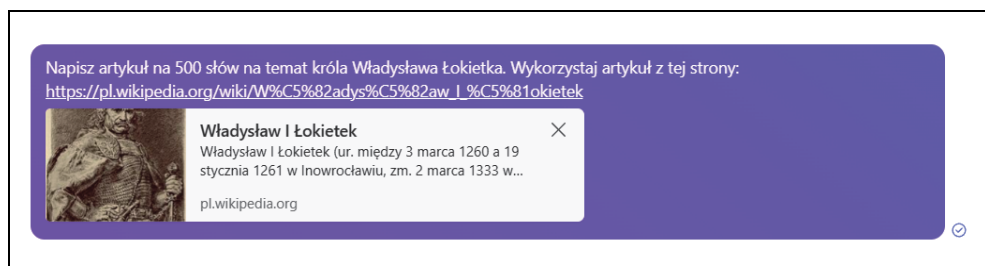 Napisz artykuł na 500 słów na temat króla Władysława Łokietka. Wykorzystaj artykuł z tej strony:
https://pl.wikipedia.org/wiki/W%C5%82adys%C5%82aw_I_%C5%81okietek
Władysław I Łokietek
Władysław I Łokietek (ur. między 3 marca 1260 a 19
stycznia 1261 w Inowrocławiu, zm. 2 marca 1333 w...
pl.wikipedia.org